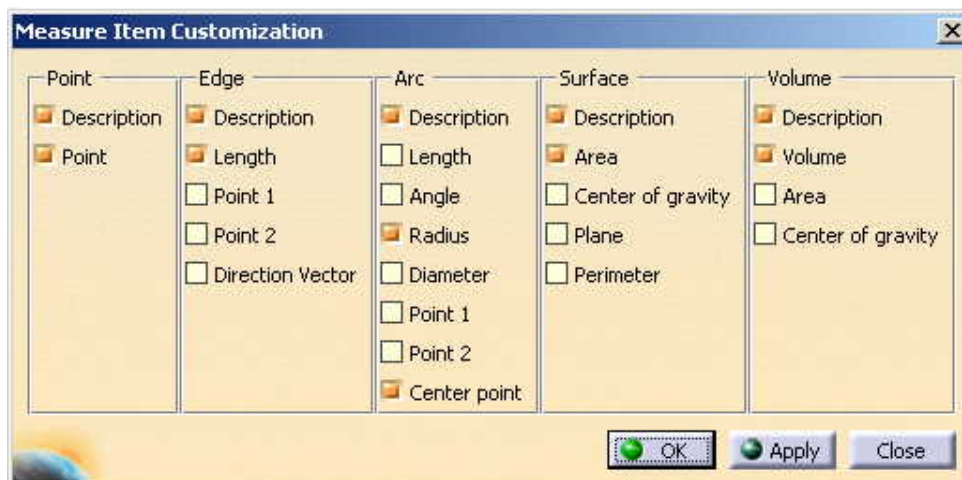 Measure Item Customization
Point
Description
Point
Edge
Description
Length
Point 1
Point 2
Direction Vector
Arc
Description
Length
Angle
Radius
Diameter
Point 1
Point 2
Center point
Surface
Description
Area
Center of gravity
Plane
Perimeter
Volume
Description
Volume
Area
Center of gravity
OK
Apply
Close